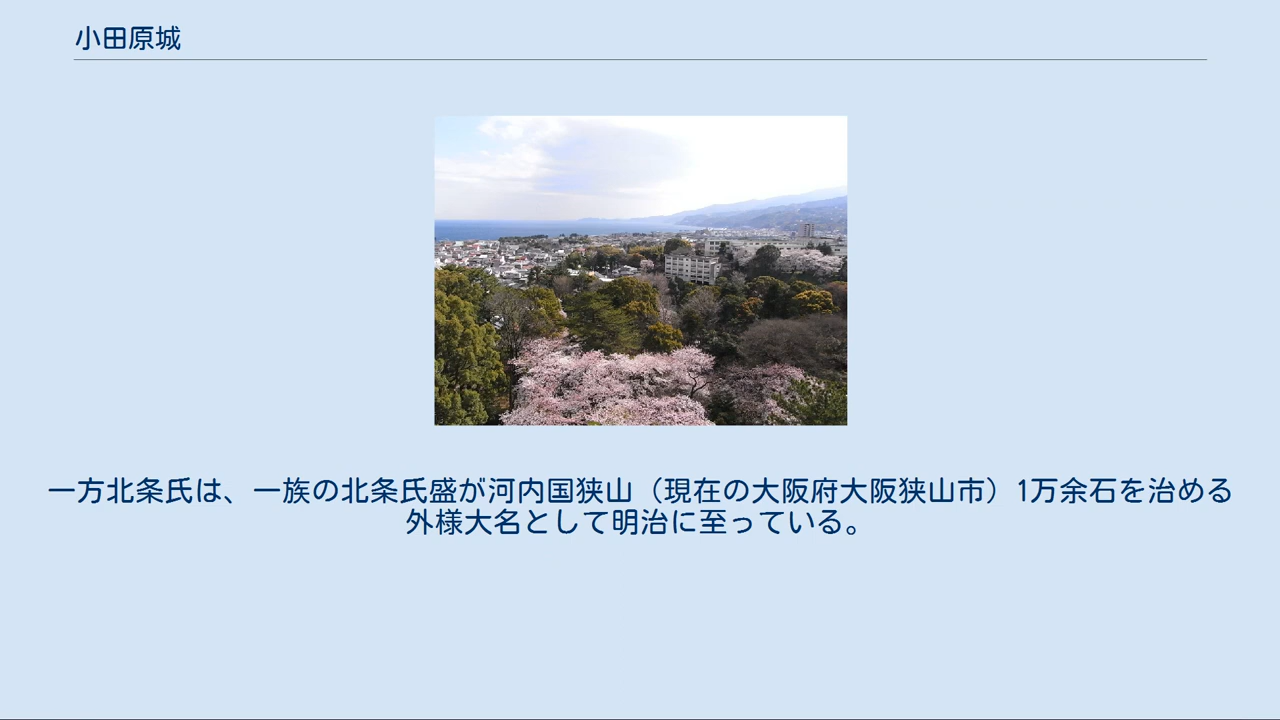 小田原城
一方北条氏は、一族の北条氏盛が河内国狭山（現在の大阪府大阪狭山市）1万余石を治める
外様大名として明治に至っている。